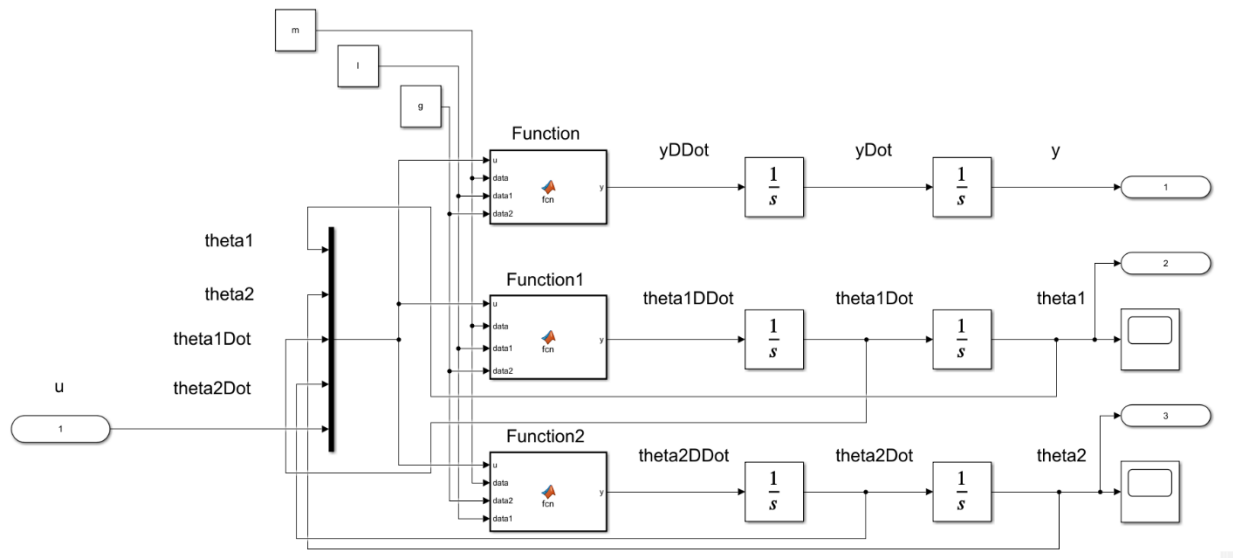 m
l
g
Function
u
data
data1
data2
fcn
y
yDDot
1
s
yDot
1
s
y
1
theta1
theta2
theta1Dot
theta2Dot
u
1
Function1
u
data
data1
data2
fcn
y
theta1DDot
1
s
theta1Dot
1
s
theta1
2
Function2
u
data
data2
data1
fcn
y
theta2DDot
1
s
theta2Dot
1
s
theta2
3